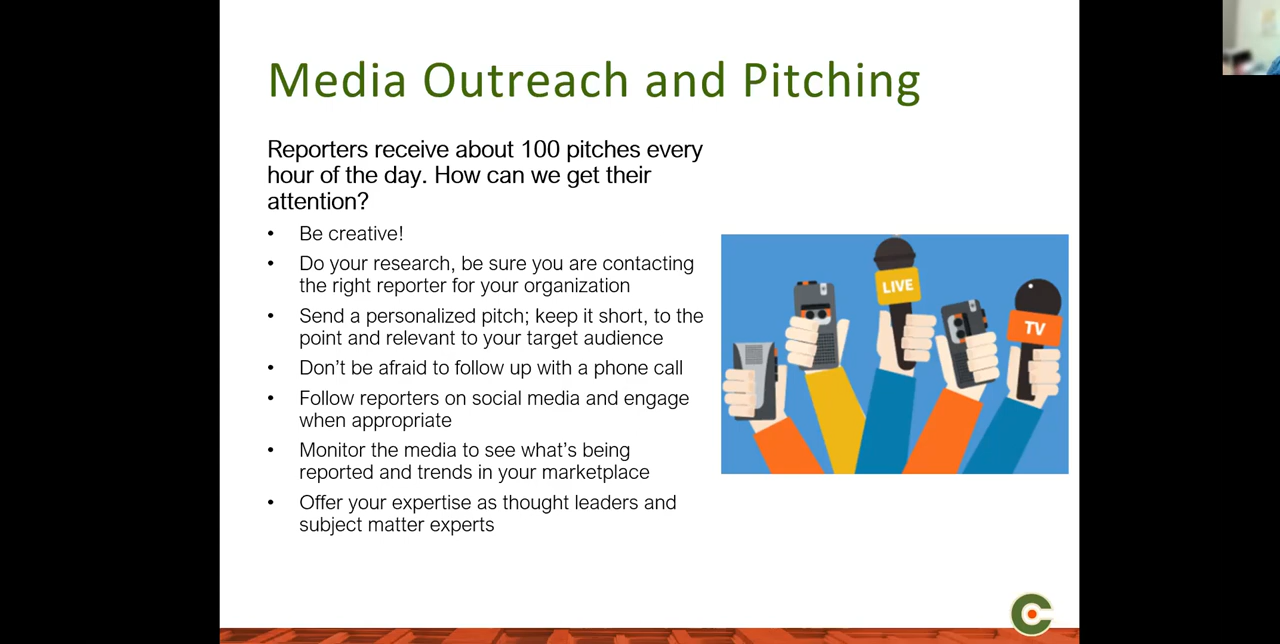 Media Outreach and Pitching
Reporters receive about 100 pitches every
hour of the day. How can we get their
attention?
• Be creative!
• Do your research, be sure you are contacting
the right reporter for your organization
• Send a personalized pitch; keep it short, to the
point and relevant to your target audience
• Don’t be afraid to follow up with a phone call
• Follow reporters on social media and engage
when appropriate
• Monitor the media to see what’s being
reported and trends in your marketplace
• Offer your expertise as thought leaders and
subject matter experts
LIVE
TV